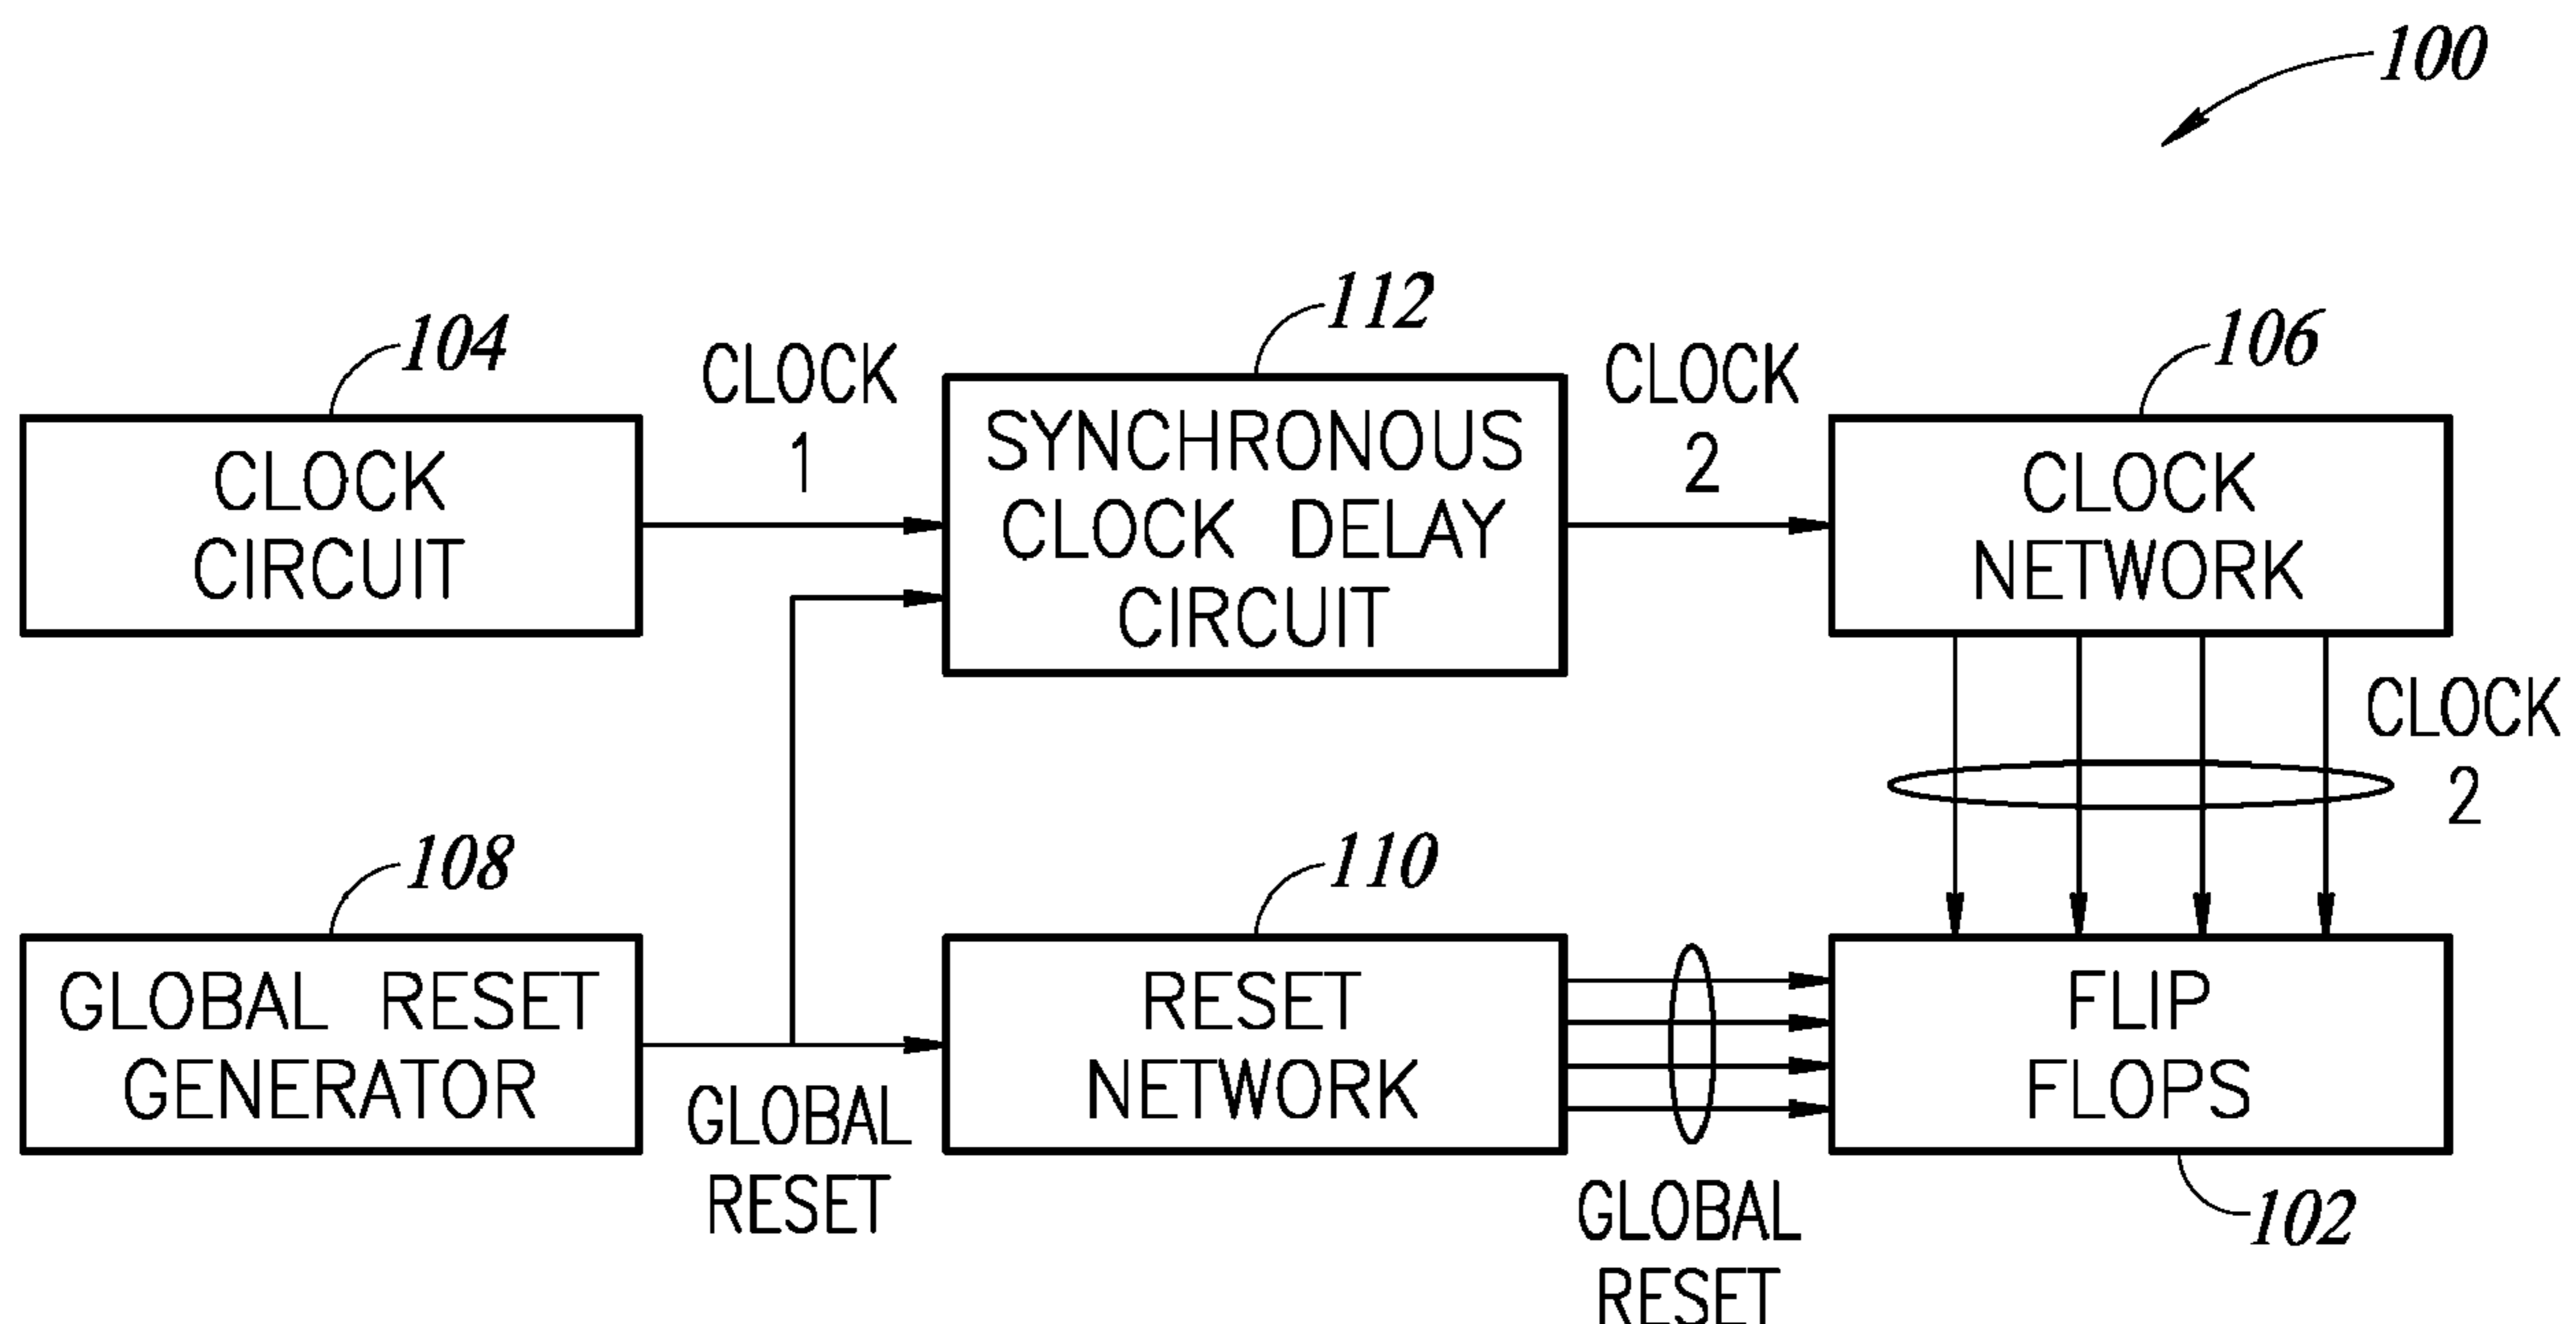 100
104
CLOCK
CIRCUIT
CLOCK
1
112
SYNCHRONOUS
CLOCK DELAY
CIRCUIT
CLOCK
2
106
CLOCK
NETWORK
CLOCK
2
108
GLOBAL RESET
GENERATOR
GLOBAL
RESET
110
RESET
NETWORK
GLOBAL
RESET
FLIP
FLOPS
102